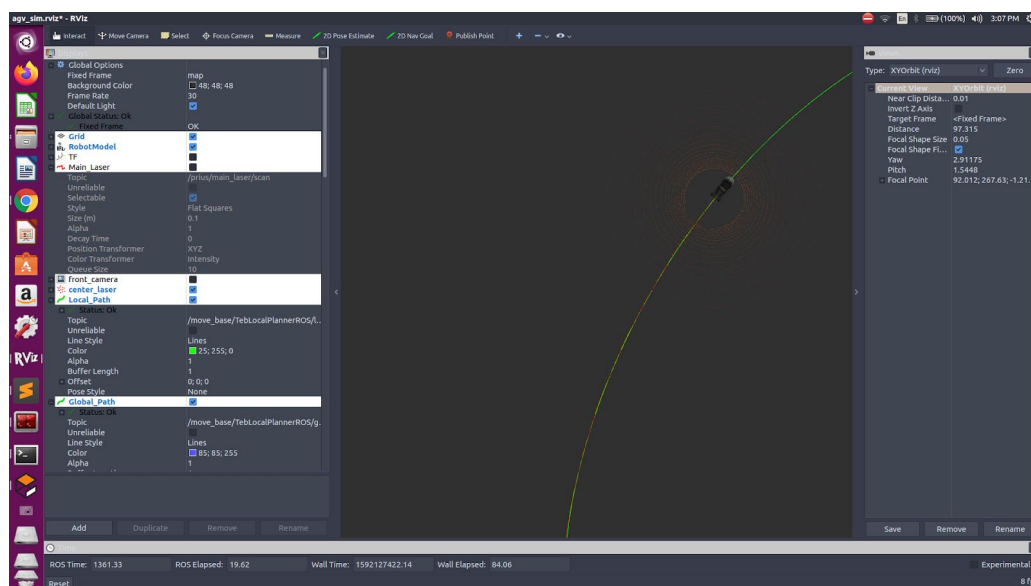 agv_sim.rviz* - RViz
En (100%) 3:07 PM
Interact Move Camera Select Focus Camera Measure 2D Pose Estimate 2D Nav Goal Publish Point
Global Options
Fixed Frame map
Background Color 48; 48; 48
Frame Rate 30
Default Light
Global Status: Ok
Fixed Frame OK
Grid
RobotModel
TF
Main_Laser
Topic /prius/main_laser/scan
Unreliable
Selectable
Style Flat Squares
Size (m) 0.1
Alpha 1
Decay Time 0
Position Transformer XYZ
Color Transformer Intensity
Queue Size 10
front_camera
center_laser
Local_Path
Status: Ok
Topic /move_base/TebLocalPlannerROS/l...
Unreliable
Line Style Lines
Color 25; 255; 0
Alpha 1
Buffer Length 1
Offset 0; 0; 0
Pose Style None
Global_Path
Status: Ok
Topic /move_base/TebLocalPlannerROS/g...
Unreliable
Line Style Lines
Color 85; 85; 255
Alpha 1
Add Duplicate Remove Rename
Type: XYOrbit (rviz) Zero
Current View XYOrbit (rviz)
Near Clip Dista... 0.01
Invert Z Axis
Target Frame <Fixed Frame>
Distance 97.315
Focal Shape Size 0.05
Focal Shape Fi...
Yaw 2.91175
Pitch 1.5448
Focal Point 92.012; 267.63; -1.21...
Save Remove Rename
ROS Time: 1361.33 ROS Elapsed: 19.62 Wall Time: 1592127422.14 Wall Elapsed: 84.06 Experimental
Reset
RViz